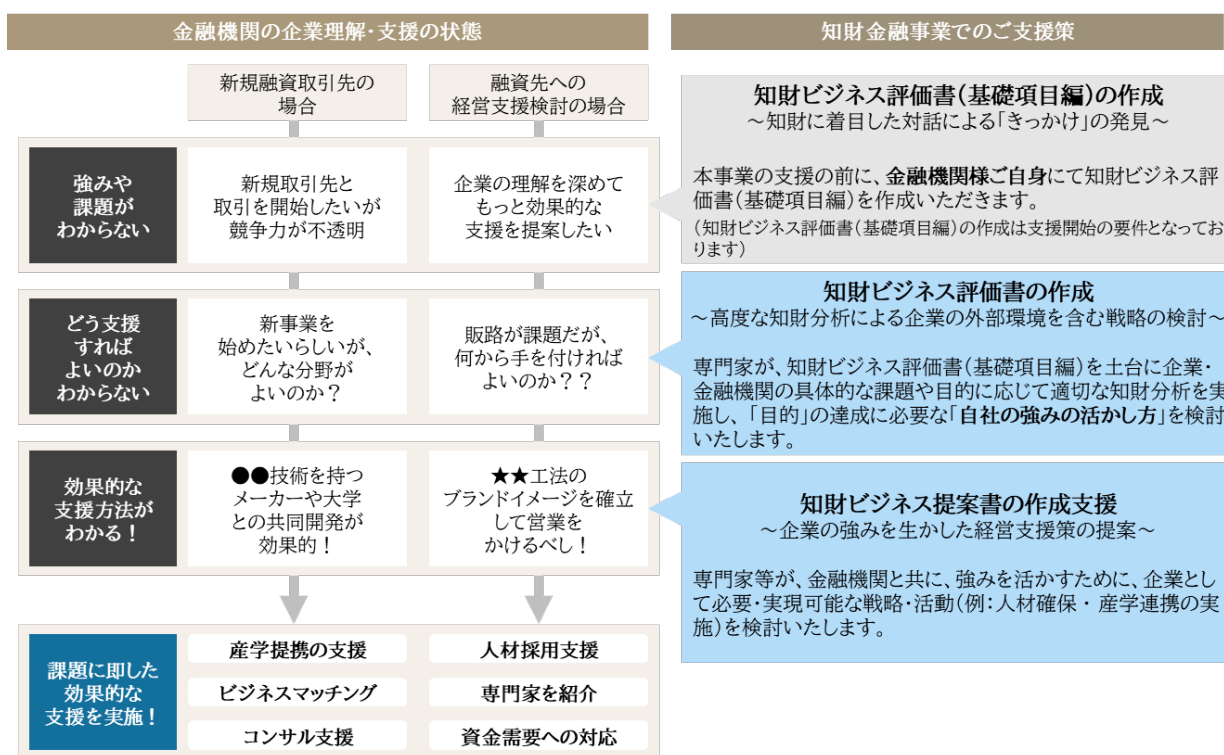 金融機関の企業理解・支援の状態
知財金融事業でのご支援策
新規融資取引先の
場合
融資先への
経営支援検討の場合
強みや
課題が
わからない
新規取引先と
取引を開始したいが
競争力が不透明
企業の理解を深めて
もっと効果的な
支援を提案したい
知財ビジネス評価書(基礎項目編)の作成
～知財に着目した対話による「きっかけ」の発見～
本事業の支援の前に、金融機関様ご自身にて知財ビジネス評
価書(基礎項目編)を作成いただきます。
(知財ビジネス評価書(基礎項目編)の作成は支援開始の要件となってお
ります)
どう支援
すれば
よいのか
わからない
新事業を
始めたいらしいが、
どんな分野が
よいのか？
販路が課題だが、
何から手を付ければ
よいのか？？
知財ビジネス評価書の作成
～高度な知財分析による企業の外部環境を含む戦略の検討～
専門家が、知財ビジネス評価書(基礎項目編)を土台に企業・
金融機関の具体的な課題や目的に応じて適切な知財分析を実
施し、「目的」の達成に必要な「自社の強みの活かし方」を検討
いたします。
効果的な
支援方法が
わかる！
●●技術を持つ
メーカーや大学
との共同開発が
効果的！
★★工法の
ブランドイメージを確立
して営業を
かけるべし！
知財ビジネス提案書の作成支援
～企業の強みを生かした経営支援策の提案～
専門家等が、金融機関と共に、強みを活かすために、企業とし
て必要・実現可能な戦略・活動(例：人材確保・ 産学連携の実
施)を検討いたします。
課題に即した
効果的な
支援を実施！
産学提携の支援
ビジネスマッチング
コンサル支援
人材採用支援
専門家を紹介
資金需要への対応